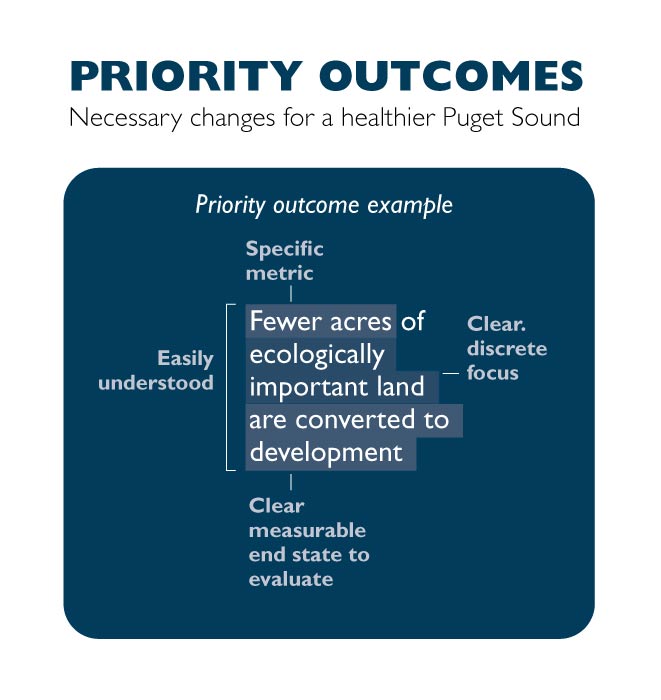 PRIORITY OUTCOMES
Necessary changes for a healthier Puget Sound
Priority outcome example
Specific
metric
Fewer acres of
ecologically
important land
are converted to
development
Easily
understood
Clear.
discrete
focus
Clear
measurable
end state to
evaluate